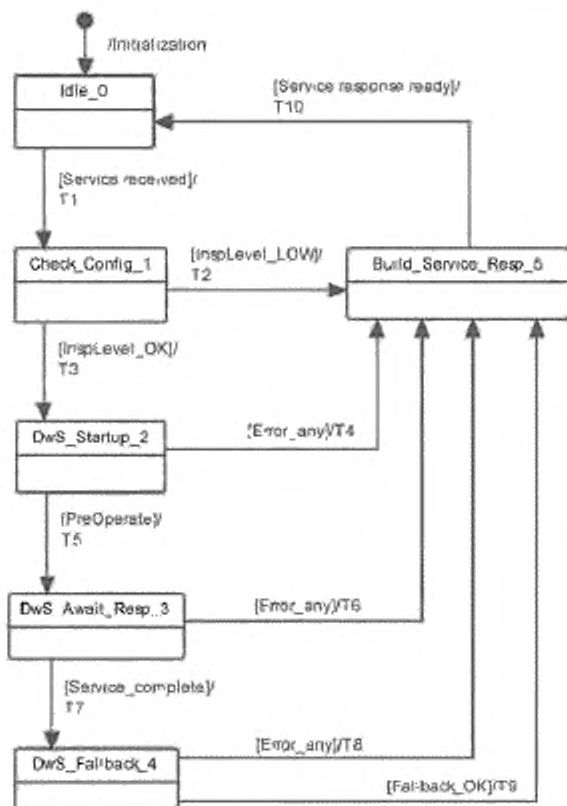 /Initialization
Idle_0
[Service response ready]/
T10
[Service received]/
T1
Check_Config_1
[InspLevel_LOW]/
T2
Build_Service_Resp_5
[InspLevel_OK]/
T3
DwS_Startup_2
[Error_any]/T4
[PreOperate]/
T5
DwS_Await_Resp_3
[Error_any]/T6
[Service_complete]/
T7
DwS_Fallback_4
[Error_any]/T8
[Fallback_OK]/T9